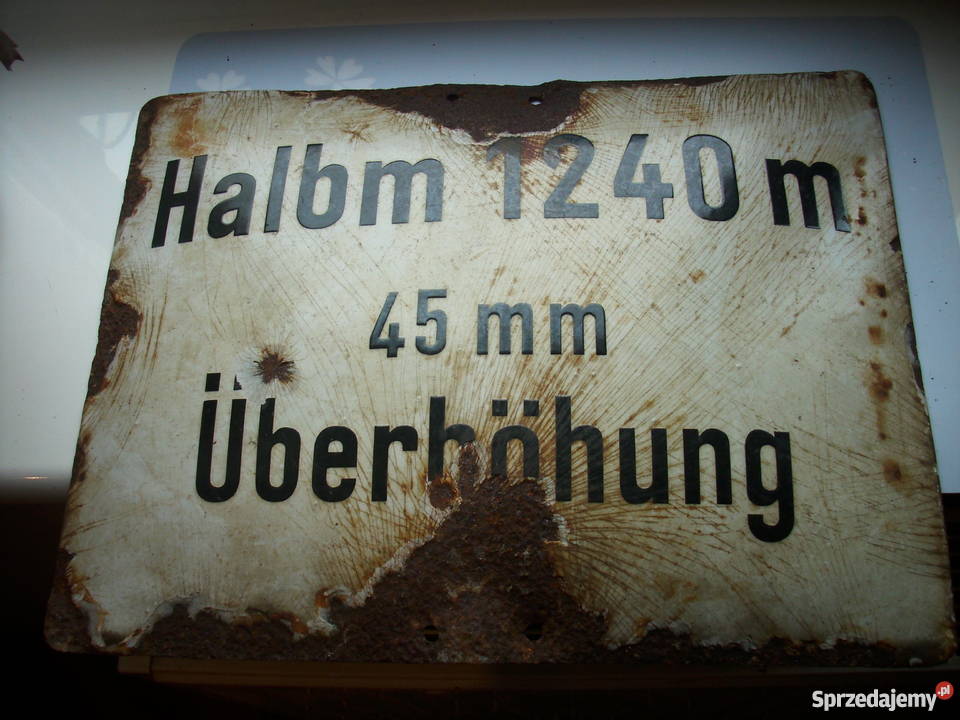 Halbm 1240 m
45 mm
Überhöhung
Sprzedajemy.pl